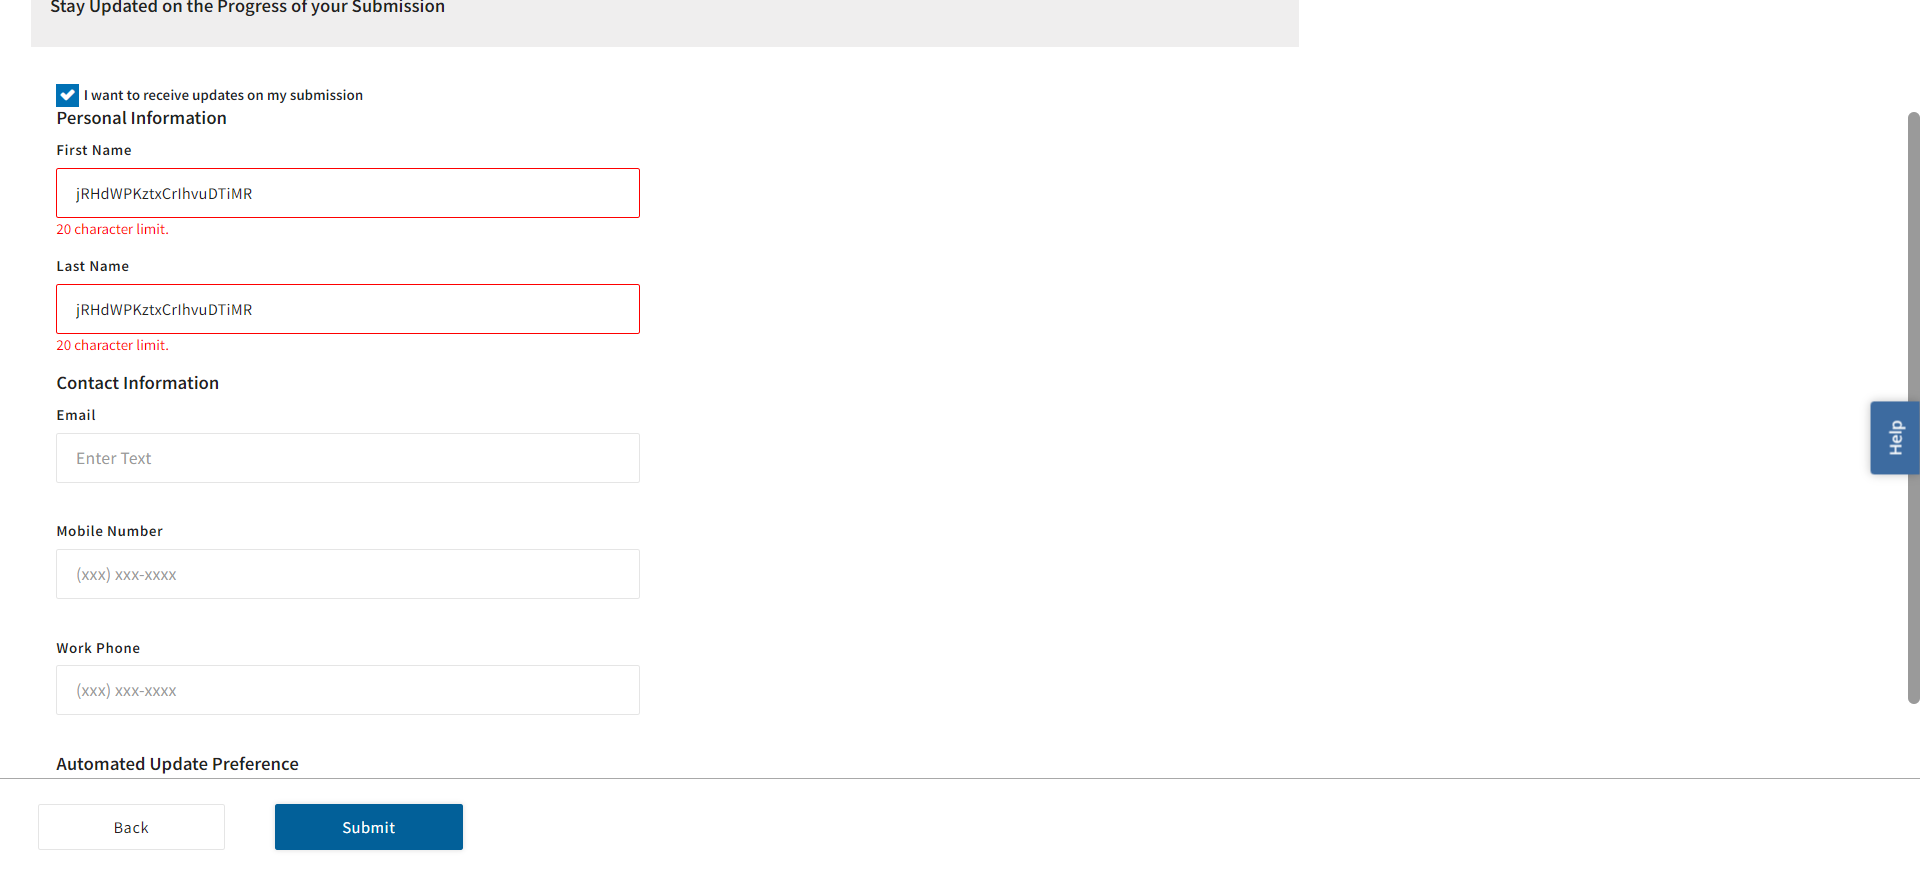 Stay Updated on the Progress of your Submission
I want to receive updates on my submission
Personal Information
First Name
jRHdWPKztxCrIhvuDTiMR
20 character limit.
Last Name
jRHdWPKztxCrIhvuDTiMR
20 character limit.
Contact Information
Email
Enter Text
Mobile Number
(xxx) xxx-xxxx
Work Phone
(xxx) xxx-xxxx
Automated Update Preference
Back
Submit
Help